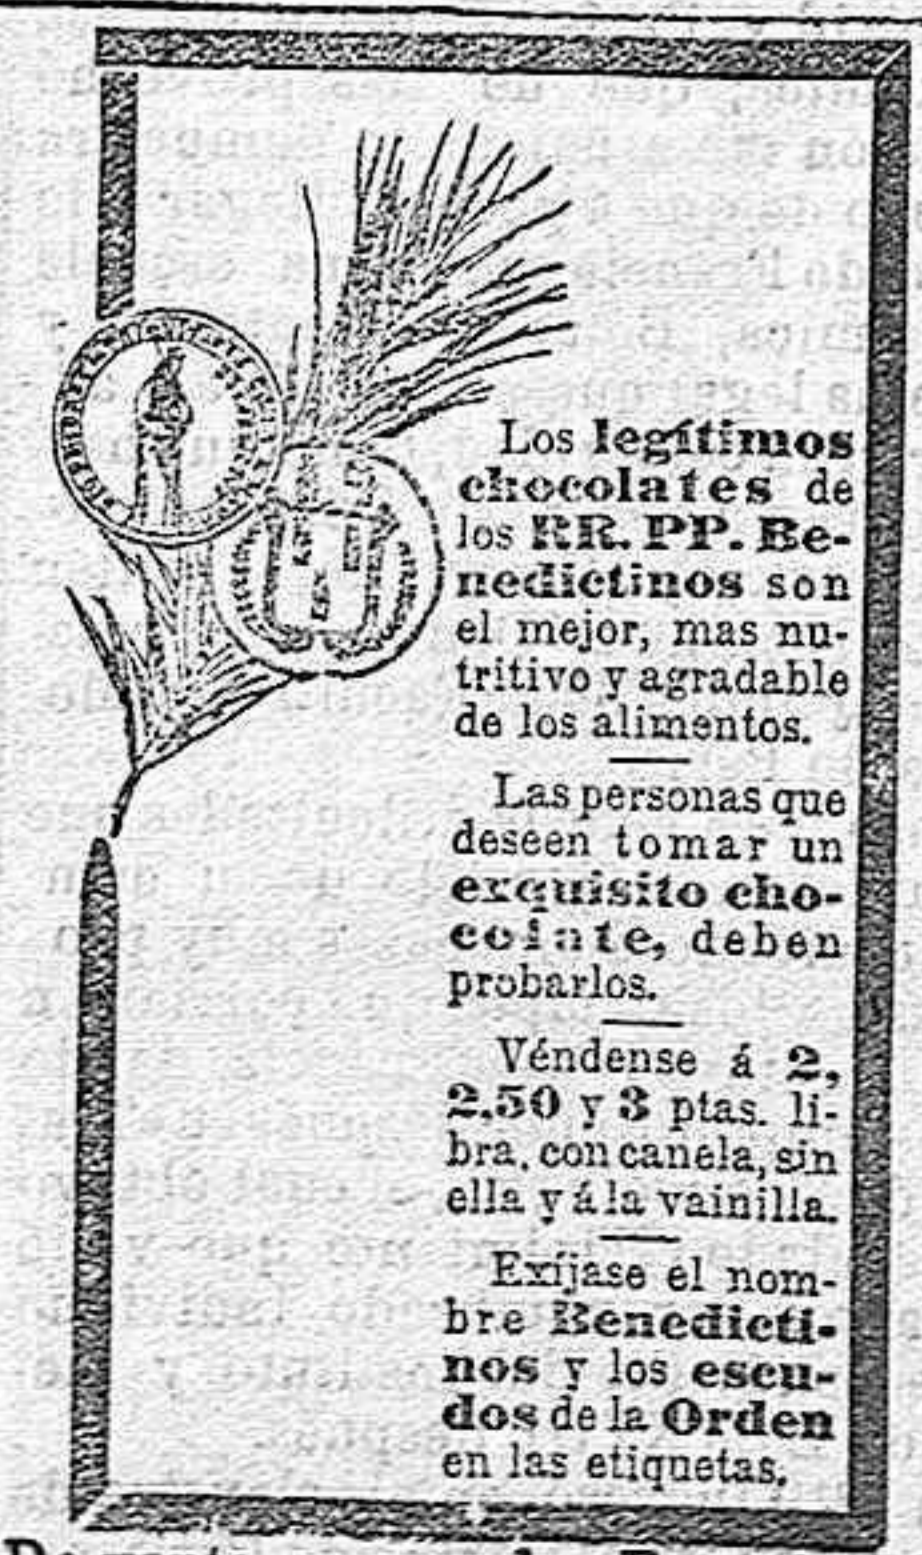 Los legítimos
chocolates de
los RR. PP. Be-
nedictinos son
el mejor, mas nu-
tritivo y agradable
de los alimentos.
Las personas que
deseen tomar un
exquisito cho-
colate, deben
probarlos.
Véndense á 2,
2.50 y 3 ptas. li-
bra, con canela, sin
ella y á la vainilla.
Exíjase el nom-
bre Benedicti-
nos y los escu-
dos de la Orden
en las etiquetas.